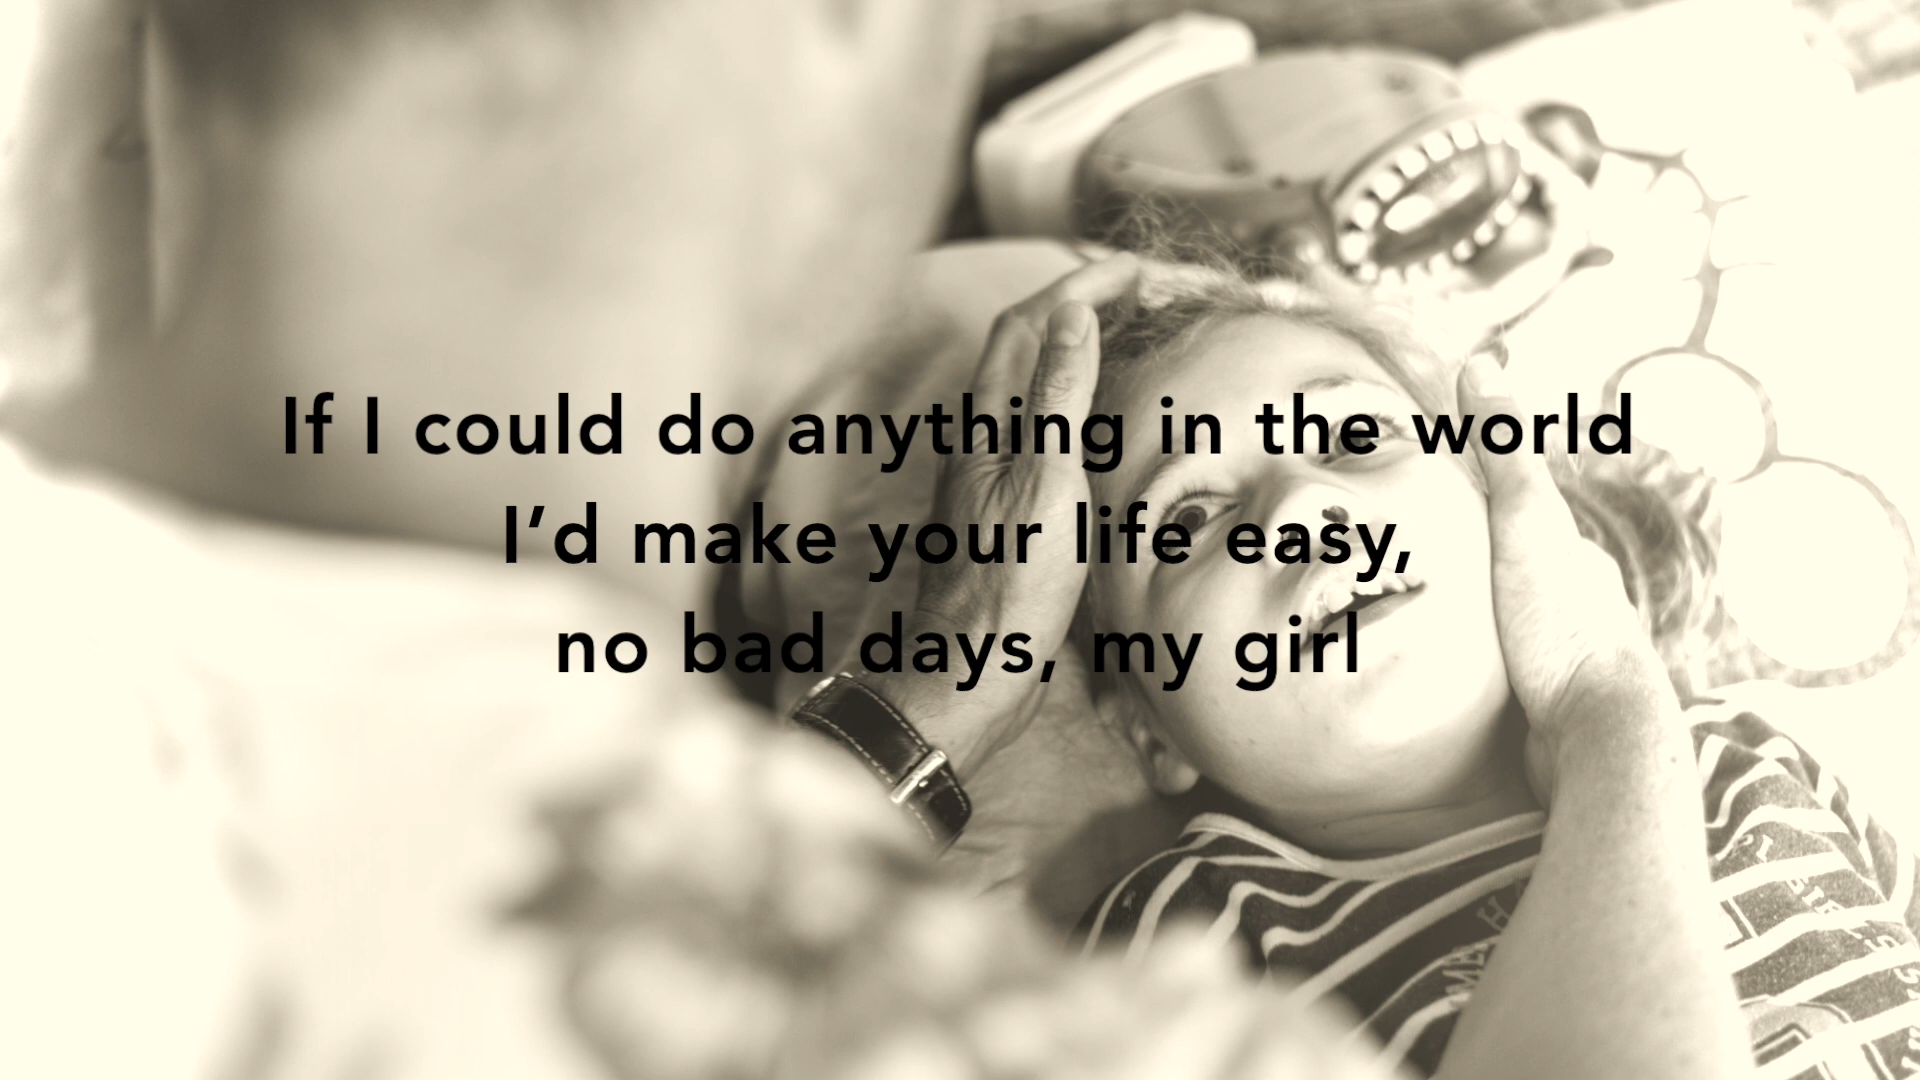 If I could do anything in the world
I’d make your life easy,
no bad days, my girl